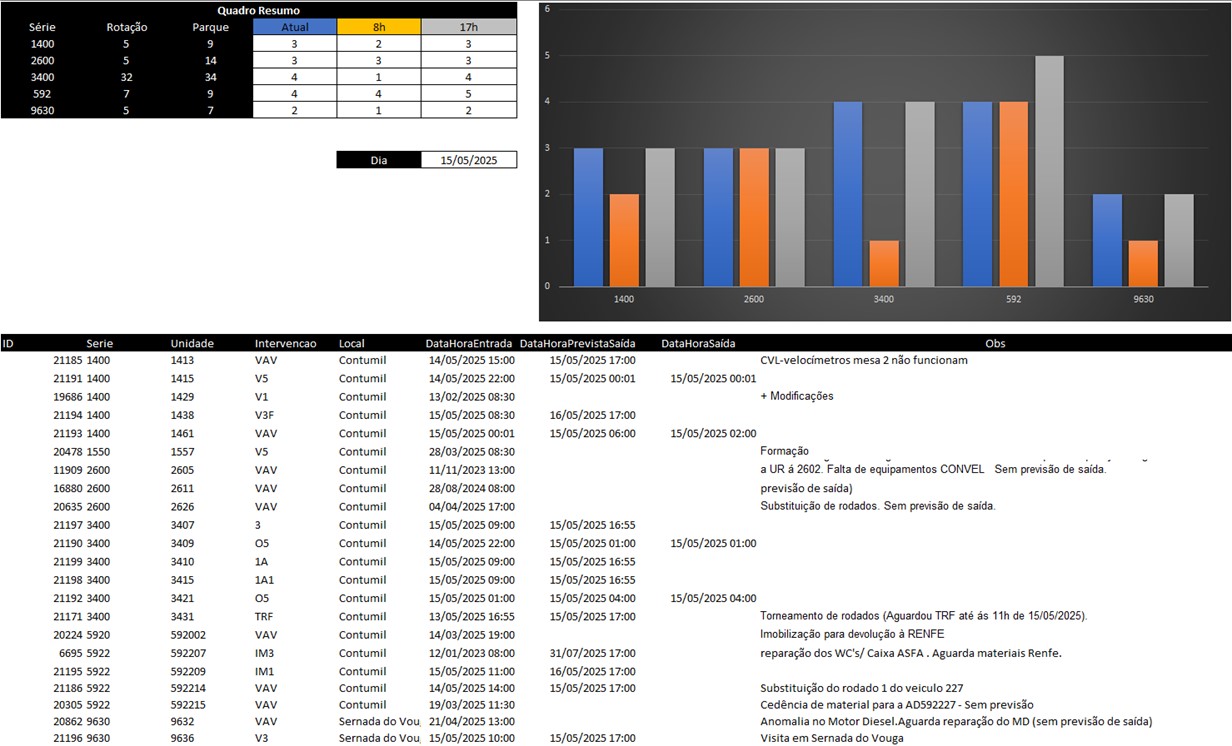 Quadro Resumo
Série Rotação Parque Atual 8h 17h
1400 5 9 3 2 3
2600 5 14 3 3 3
3400 32 34 4 1 4
592 7 9 4 4 5
9630 5 7 2 1 2
Dia 15/05/2025
6
5
4
3
2
1
0
1400 2600 3400 592 9630
ID Serie Unidade Intervencao Local DataHoraEntrada DataHoraPrevistaSaída DataHoraSaída Obs
21185 1400 1413 VAV Contumil 14/05/2025 15:00 15/05/2025 17:00 CVL-velocímetros mesa 2 não funcionam
21191 1400 1415 V5 Contumil 14/05/2025 22:00 15/05/2025 00:01 15/05/2025 00:01
19686 1400 1429 V1 Contumil 13/02/2025 08:30 + Modificações
21194 1400 1438 V3F Contumil 15/05/2025 08:30 16/05/2025 17:00
21193 1400 1461 VAV Contumil 15/05/2025 00:01 15/05/2025 06:00 15/05/2025 02:00
20478 1550 1557 V5 Contumil 28/03/2025 08:30 Formação
11909 2600 2605 VAV Contumil 11/11/2023 13:00 a UR á 2602. Falta de equipamentos CONVEL Sem previsão de saída.
16880 2600 2611 VAV Contumil 28/08/2024 08:00 previsão de saída)
20635 2600 2626 VAV Contumil 04/04/2025 17:00 Substituição de rodados. Sem previsão de saída.
21197 3400 3407 3 Contumil 15/05/2025 09:00 15/05/2025 16:55
21190 3400 3409 O5 Contumil 14/05/2025 22:00 15/05/2025 01:00 15/05/2025 01:00
21199 3400 3410 1A Contumil 15/05/2025 09:00 15/05/2025 16:55
21198 3400 3415 1A1 Contumil 15/05/2025 09:00 15/05/2025 16:55
21192 3400 3421 O5 Contumil 15/05/2025 01:00 15/05/2025 04:00 15/05/2025 04:00
21171 3400 3431 TRF Contumil 13/05/2025 16:55 15/05/2025 17:00 Torneamento de rodados (Aguardou TRF até ás 11h de 15/05/2025).
20224 5920 592002 VAV Contumil 14/03/2025 19:00 Imobilização para devolução à RENFE
6695 5922 592207 IM3 Contumil 12/01/2023 08:00 31/07/2025 17:00 reparação dos WC's/ Caixa ASFA . Aguarda materiais Renfe.
21195 5922 592209 IM1 Contumil 15/05/2025 11:00 16/05/2025 17:00
21186 5922 592214 VAV Contumil 14/05/2025 14:00 15/05/2025 17:00 Substituição do rodado 1 do veiculo 227
20305 5922 592215 VAV Contumil 19/03/2025 11:30 Cedência de material para a AD592227 - Sem previsão
20862 9630 9632 VAV Sernada do Voug 21/04/2025 13:00 Anomalia no Motor Diesel.Aguarda reparação do MD (sem previsão de saída)
21196 9630 9636 V3 Sernada do Vou 15/05/2025 10:00 15/05/2025 17:00 Visita em Sernada do Vouga